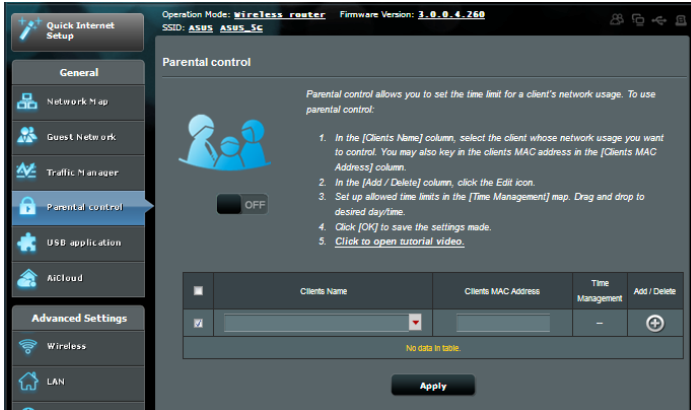 Quick Internet
Setup
Operation Mode: Wireless router Firmware Version: 3.0.0.4.260
SSID: ASUS ASUS_5G
General
Network Map
Guest Network
Traffic Manager
Parental control
USB application
AiCloud
Advanced Settings
Wireless
LAN
Parental control
Parental control allows you to set the time limit for a client's network usage. To use
parental control:
1. In the [Clients Name] column, select the client whose network usage you want
to control. You may also key in the clients MAC address in the [Clients MAC
Address] column.
2. In the [Add / Delete] column, click the Edit icon.
3. Set up allowed time limits in the [Time Management] map. Drag and drop to
desired day/time.
4. Click [OK] to save the settings made.
5. Click to open tutorial video.
OFF
Clients Name
Clients MAC Address
Time
Management
Add / Delete
–
No data in table.
Apply